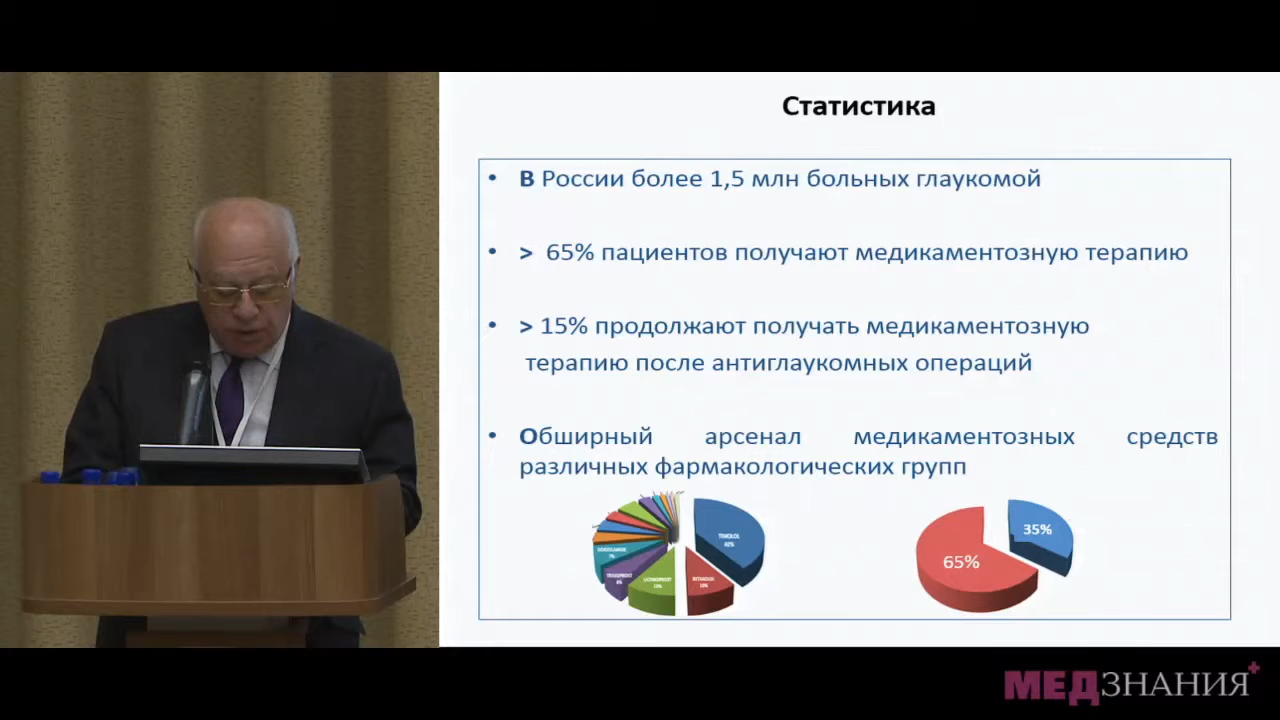 Статистика
• В России более 1,5 млн больных глаукомой
• > 65% пациентов получают медикаментозную терапию
• > 15% продолжают получать медикаментозную
терапию после антиглаукомных операций
• Обширный арсенал медикаментозных средств
различных фармакологических групп
TIMOLOL
35%
65%
МЕДЗНАНИЯ+